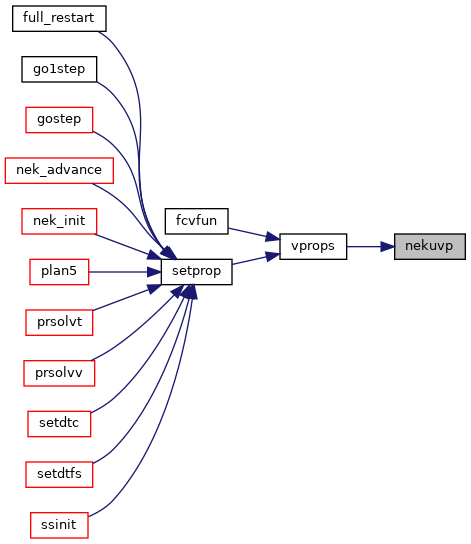 full_restart
go1step
gostep
nek_advance
nek_init
plan5
prsolvt
prsolvv
setdtc
setdtfs
ssinit
fcvfun
setprop
vprops
nekuvp